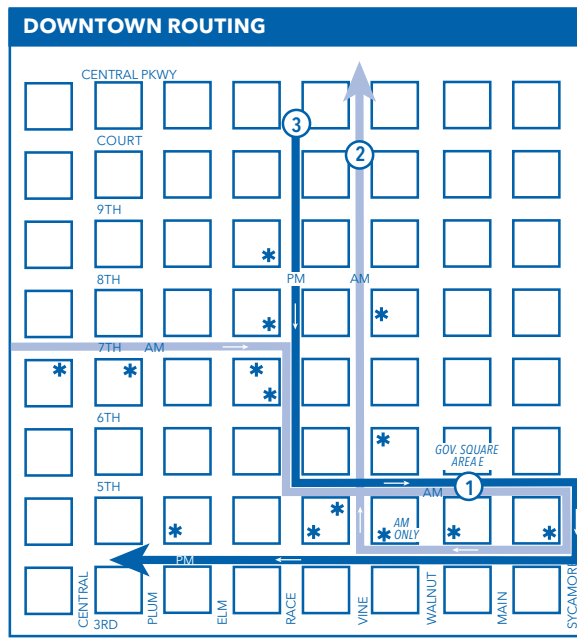 DOWNTOWN ROUTING
CENTRAL PKWY
3
COURT
2
9TH
8TH
PM
AM
7TH AM
6TH
GOV. SQUARE
AREA E
5TH
AM
1
AM
ONLY
PM
CENTRAL
3RD
PLUM
ELM
RACE
VINE
WALNUT
MAIN
SYCAMORE